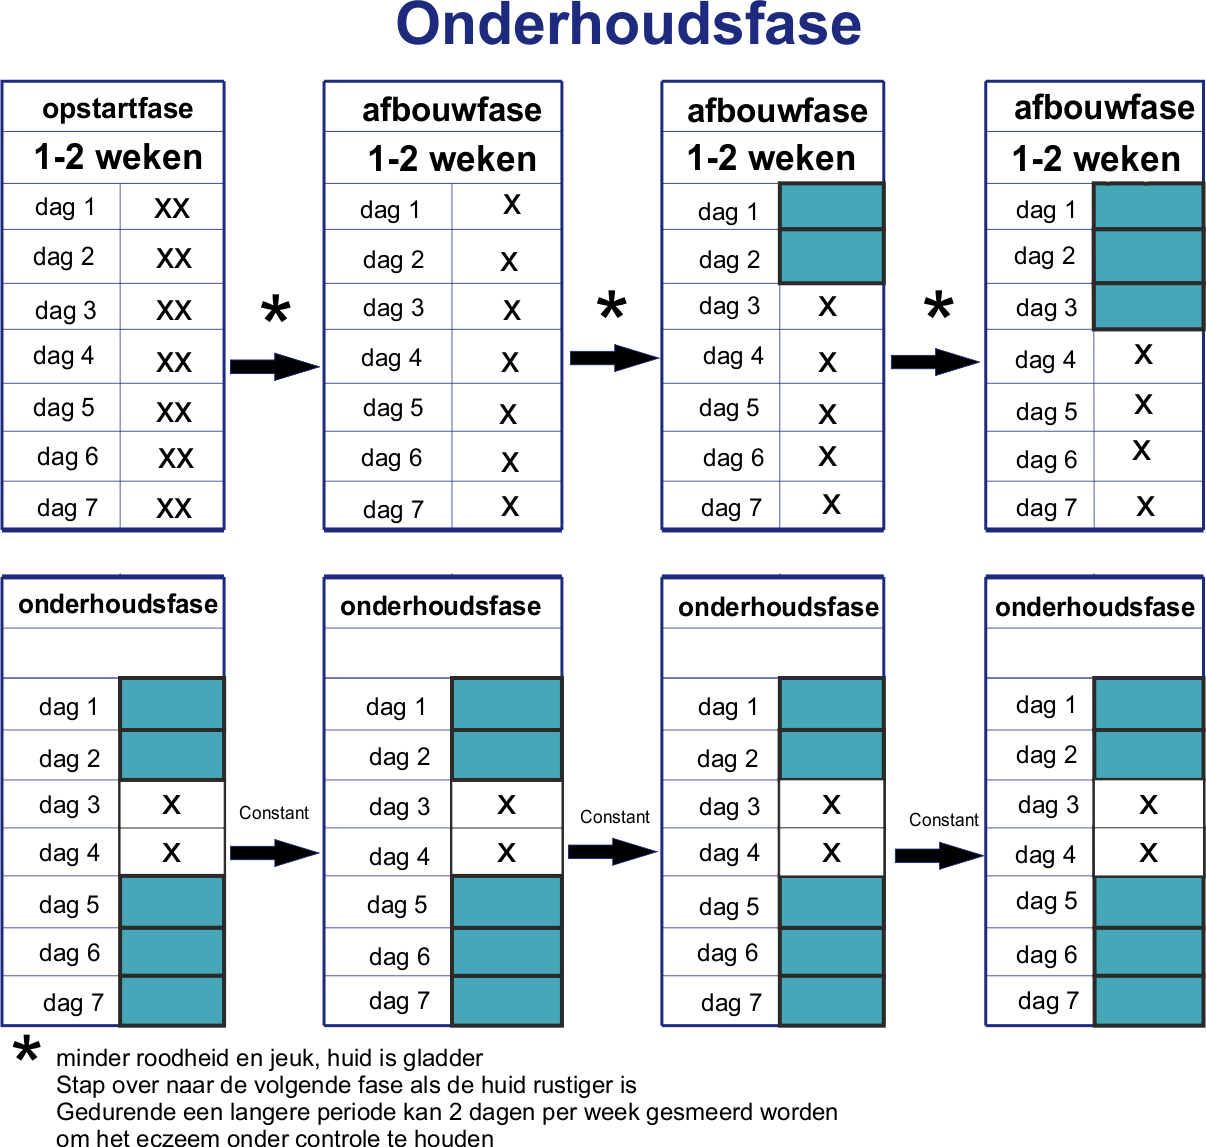 Onderhoudsfase
opstartfase
1-2 weken
dag 1 XX
dag 2 XX
dag 3 XX
dag 4 XX
dag 5 XX
dag 6 XX
dag 7 XX
*
afbouwfase
1-2 weken
dag 1 X
dag 2 X
dag 3 X
dag 4 X
dag 5 X
dag 6 X
dag 7 X
*
afbouwfase
1-2 weken
dag 1
dag 2
dag 3 X
dag 4 X
dag 5 X
dag 6 X
dag 7 X
*
afbouwfase
1-2 weken
dag 1
dag 2
dag 3
dag 4 X
dag 5 X
dag 6 X
dag 7 X
onderhoudsfase
dag 1
dag 2
dag 3 X
dag 4 X
dag 5
dag 6
dag 7
Constant
onderhoudsfase
dag 1
dag 2
dag 3 X
dag 4 X
dag 5
dag 6
dag 7
Constant
onderhoudsfase
dag 1
dag 2
dag 3 X
dag 4 X
dag 5
dag 6
dag 7
Constant
onderhoudsfase
dag 1
dag 2
dag 3 X
dag 4 X
dag 5
dag 6
dag 7
* minder roodheid en jeuk, huid is gladder
Stap over naar de volgende fase als de huid rustiger is
Gedurende een langere periode kan 2 dagen per week gesmeerd worden
om het eczeem onder controle te houden